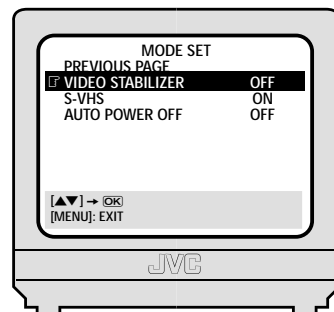 MODE SET
PREVIOUS PAGE
☞ VIDEO STABILIZER OFF
S-VHS ON
AUTO POWER OFF OFF
[▲▼] → OK
[MENU]: EXIT
JVC